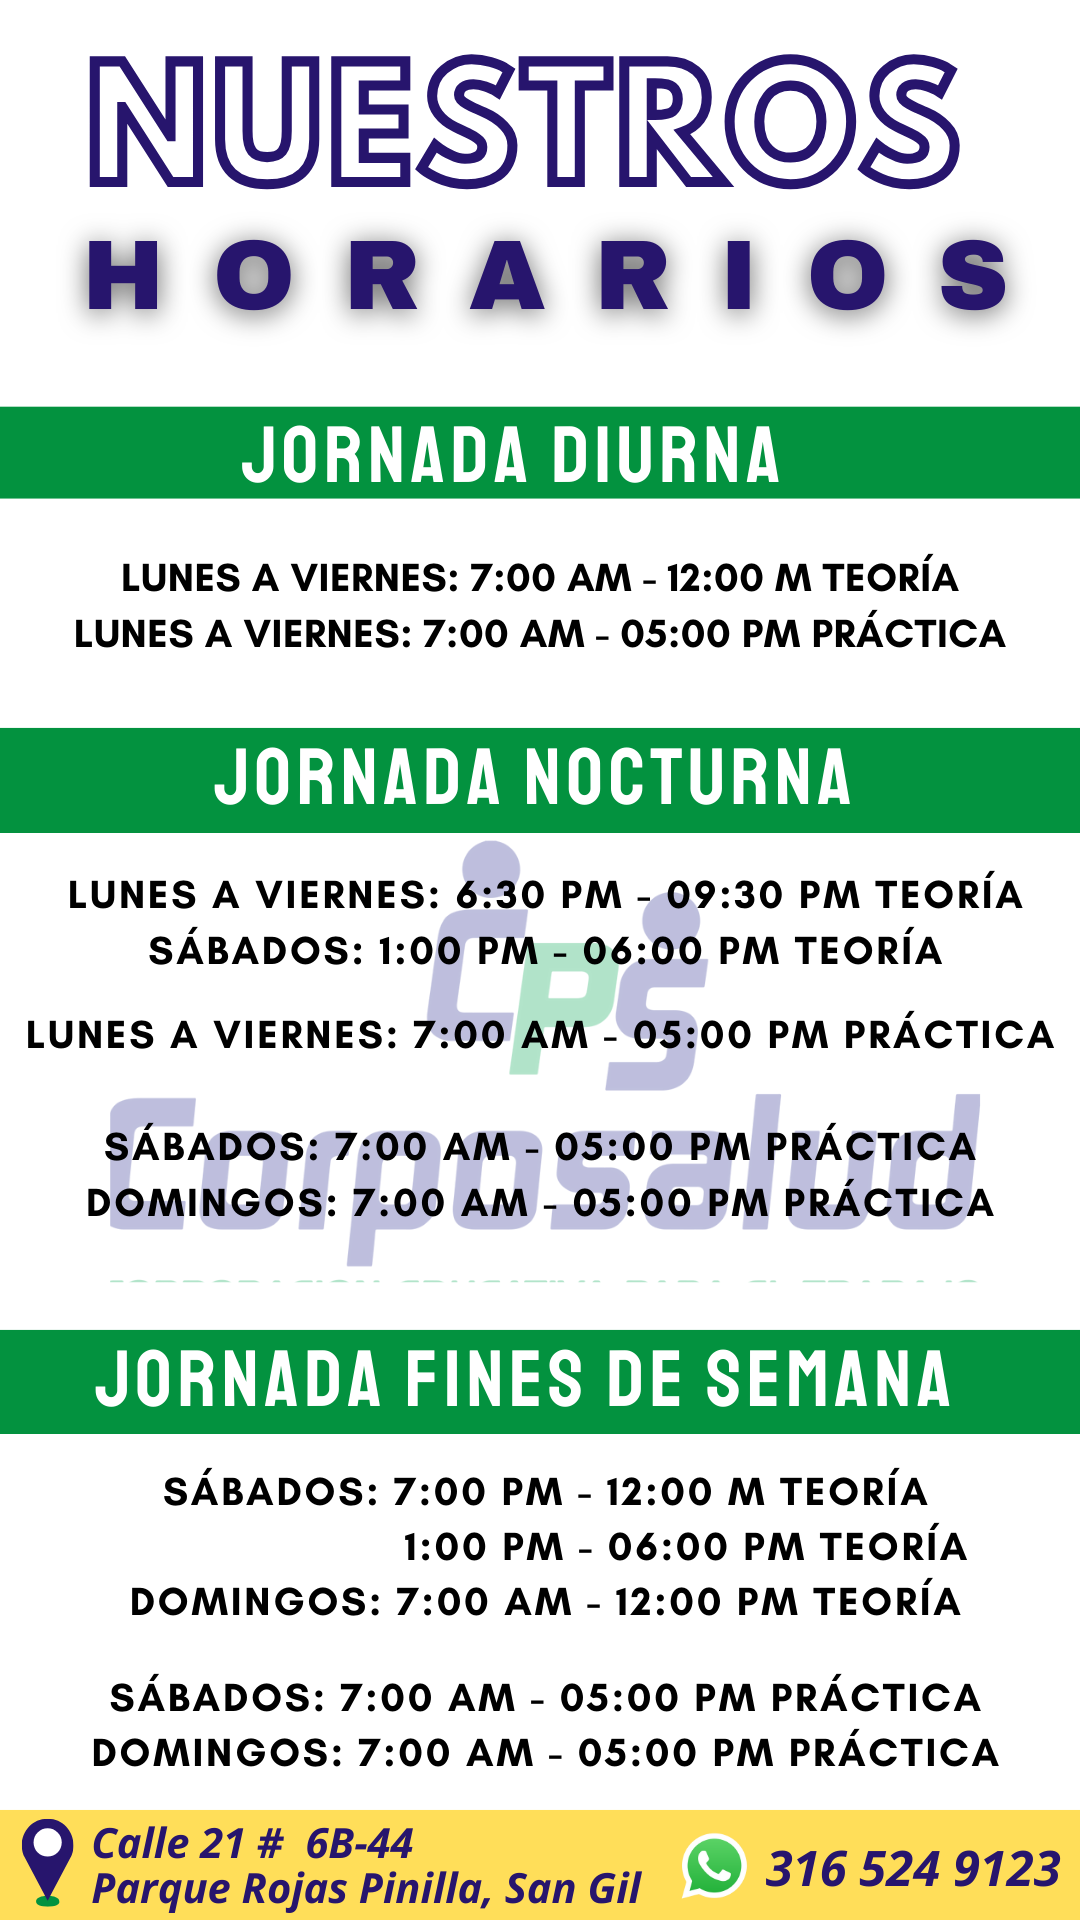 NUESTROS
HORARIOS
JORNADA DIURNA
LUNES A VIERNES: 7:00 AM - 12:00 M TEORÍA
LUNES A VIERNES: 7:00 AM - 05:00 PM PRÁCTICA
JORNADA NOCTURNA
LUNES A VIERNES: 6:30 PM - 09:30 PM TEORÍA
SÁBADOS: 1:00 PM - 06:00 PM TEORÍA
CPS
LUNES A VIERNES: 7:00 AM - 05:00 PM PRÁCTICA
Corposalud
SÁBADOS: 7:00 AM - 05:00 PM PRÁCTICA
DOMINGOS: 7:00 AM - 05:00 PM PRÁCTICA
JORNADA FINES DE SEMANA
SÁBADOS: 7:00 PM - 12:00 M TEORÍA
1:00 PM - 06:00 PM TEORÍA
DOMINGOS: 7:00 AM - 12:00 PM TEORÍA
SÁBADOS: 7:00 AM - 05:00 PM PRÁCTICA
DOMINGOS: 7:00 AM - 05:00 PM PRÁCTICA
Calle 21 # 6B-44
Parque Rojas Pinilla, San Gil
316 524 9123